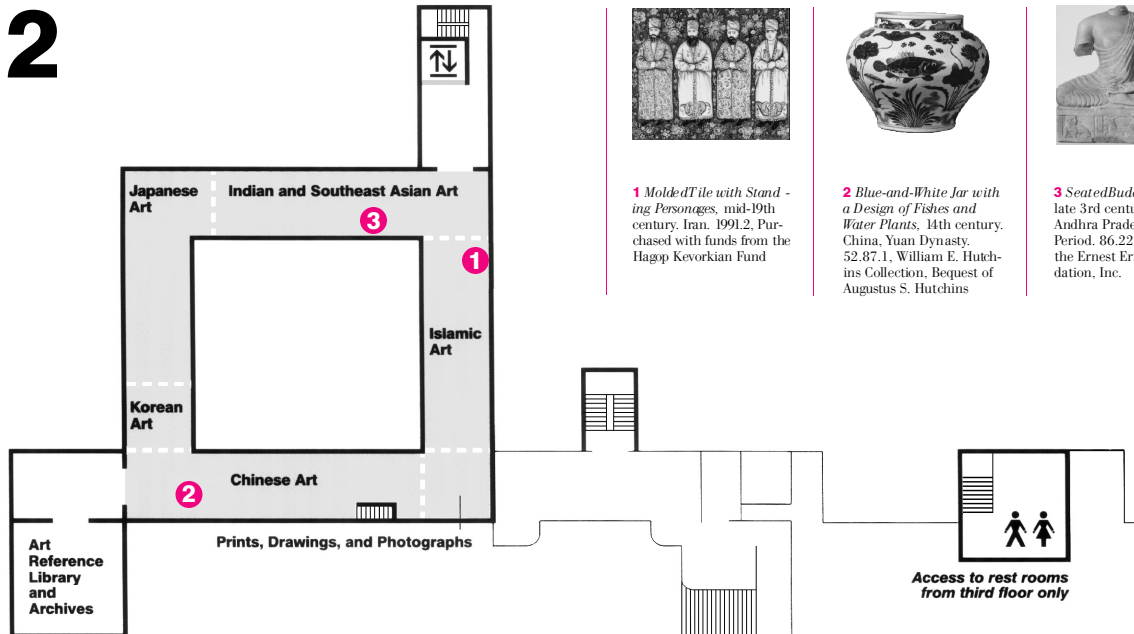 2
1 MoldedTile with Stand -
ing Personages, mid-19th
century. Iran. 1991.2, Pur-
chased with funds from the
Hagop Kevorkian Fund
2 Blue-and-White Jar with
a Design of Fishes and
Water Plants, 14th century.
China, Yuan Dynasty.
52.87.1, William E. Hutch-
ins Collection, Bequest of
Augustus S. Hutchins
3 Seated
late 3rd
Andhra
Period. 86.22
the Ernest
dation, Inc.
Japanese
Art
Indian and Southeast Asian Art
3
1
Islamic
Art
Korean
Art
Chinese Art
2
Prints, Drawings, and Photographs
Art
Reference
Library
and
Archives
Access to rest rooms
from third floor only